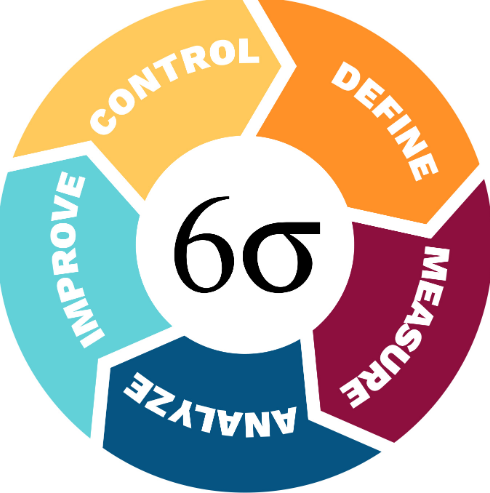 DEFINE
MEASURE
ANALYZE
IMPROVE
CONTROL
6σ